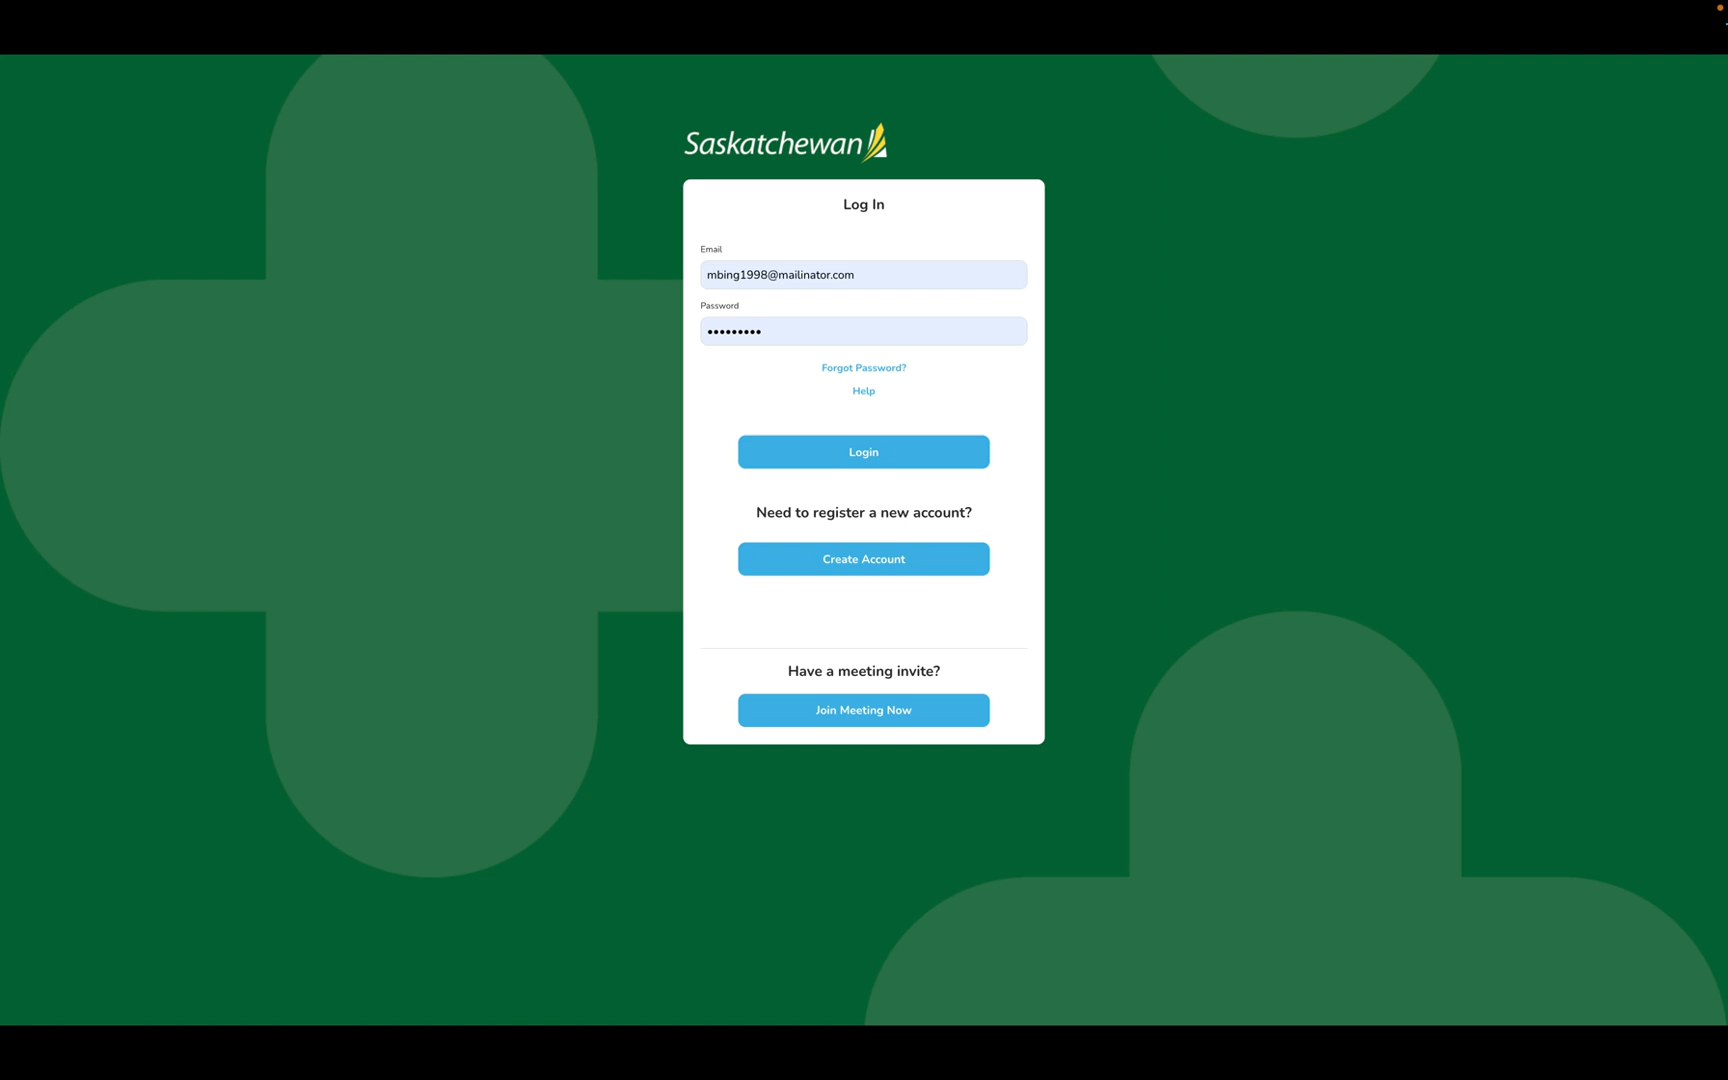 Saskatchewan
Log In
Email
mbing1998@mailinator.com
Password
•••••••••
Forgot Password?
Help
Login
Need to register a new account?
Create Account
Have a meeting invite?
Join Meeting Now